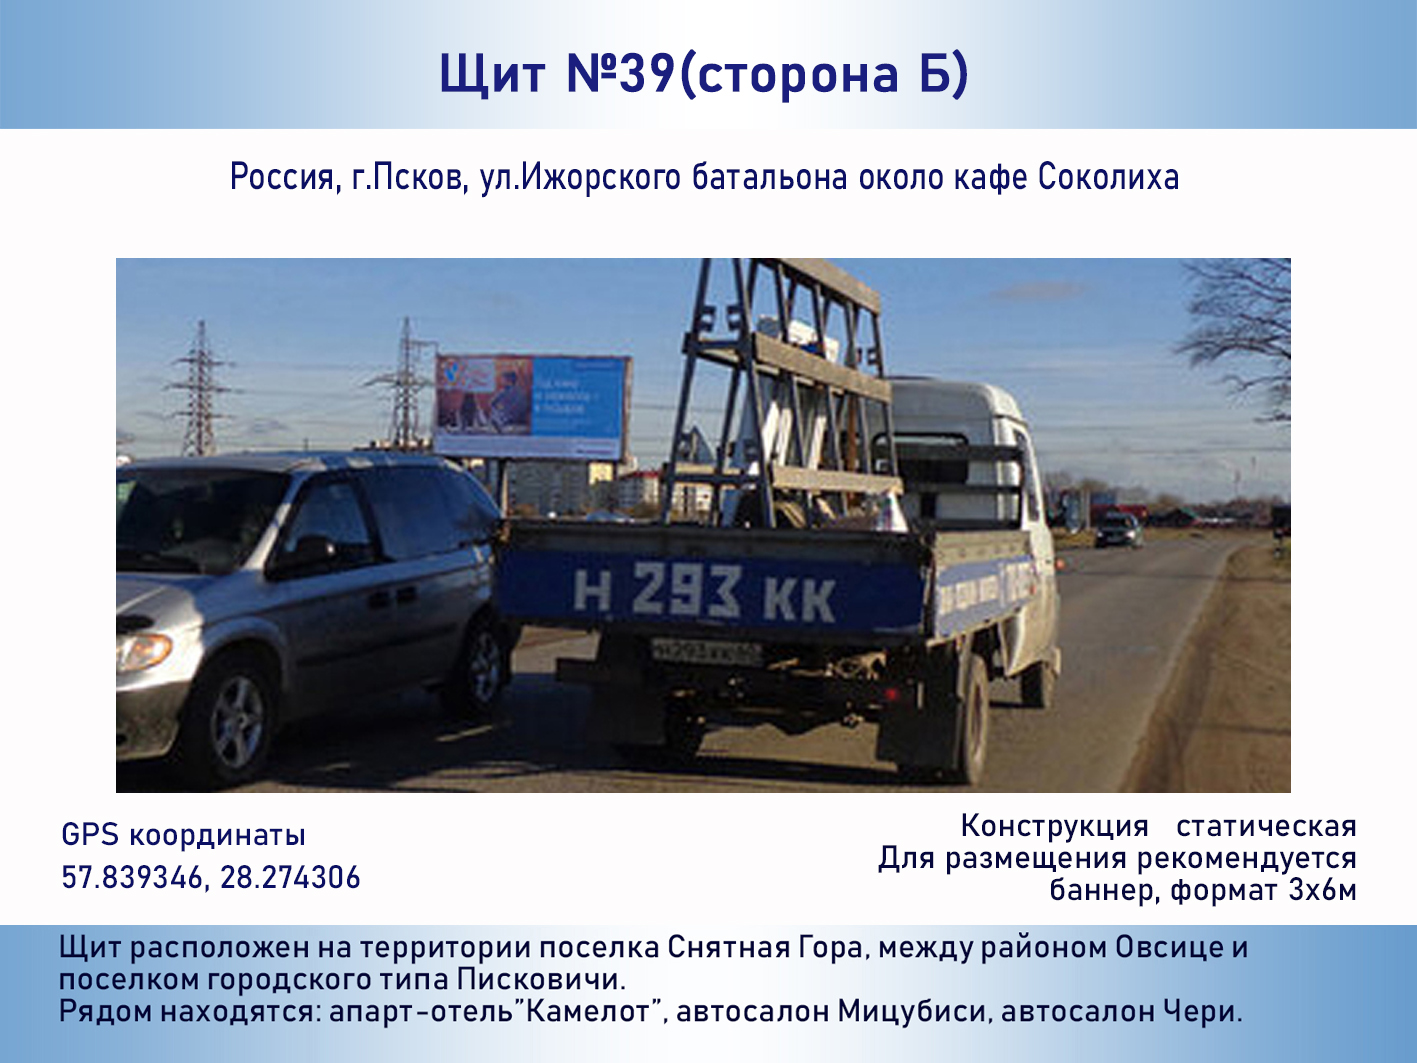 Щит №39(сторона Б)
Россия, г.Псков, ул.Ижорского батальона около кафе Соколиха
Н 293 КК
Н293КК60
GPS координаты
57.839346, 28.274306
Конструкция статическая
Для размещения рекомендуется
баннер, формат 3х6м
Щит расположен на территории поселка Снятная Гора, между районом Овсице и
поселком городского типа Писковичи.
Рядом находятся: апарт-отель"Камелот", автосалон Мицубиси, автосалон Чери.